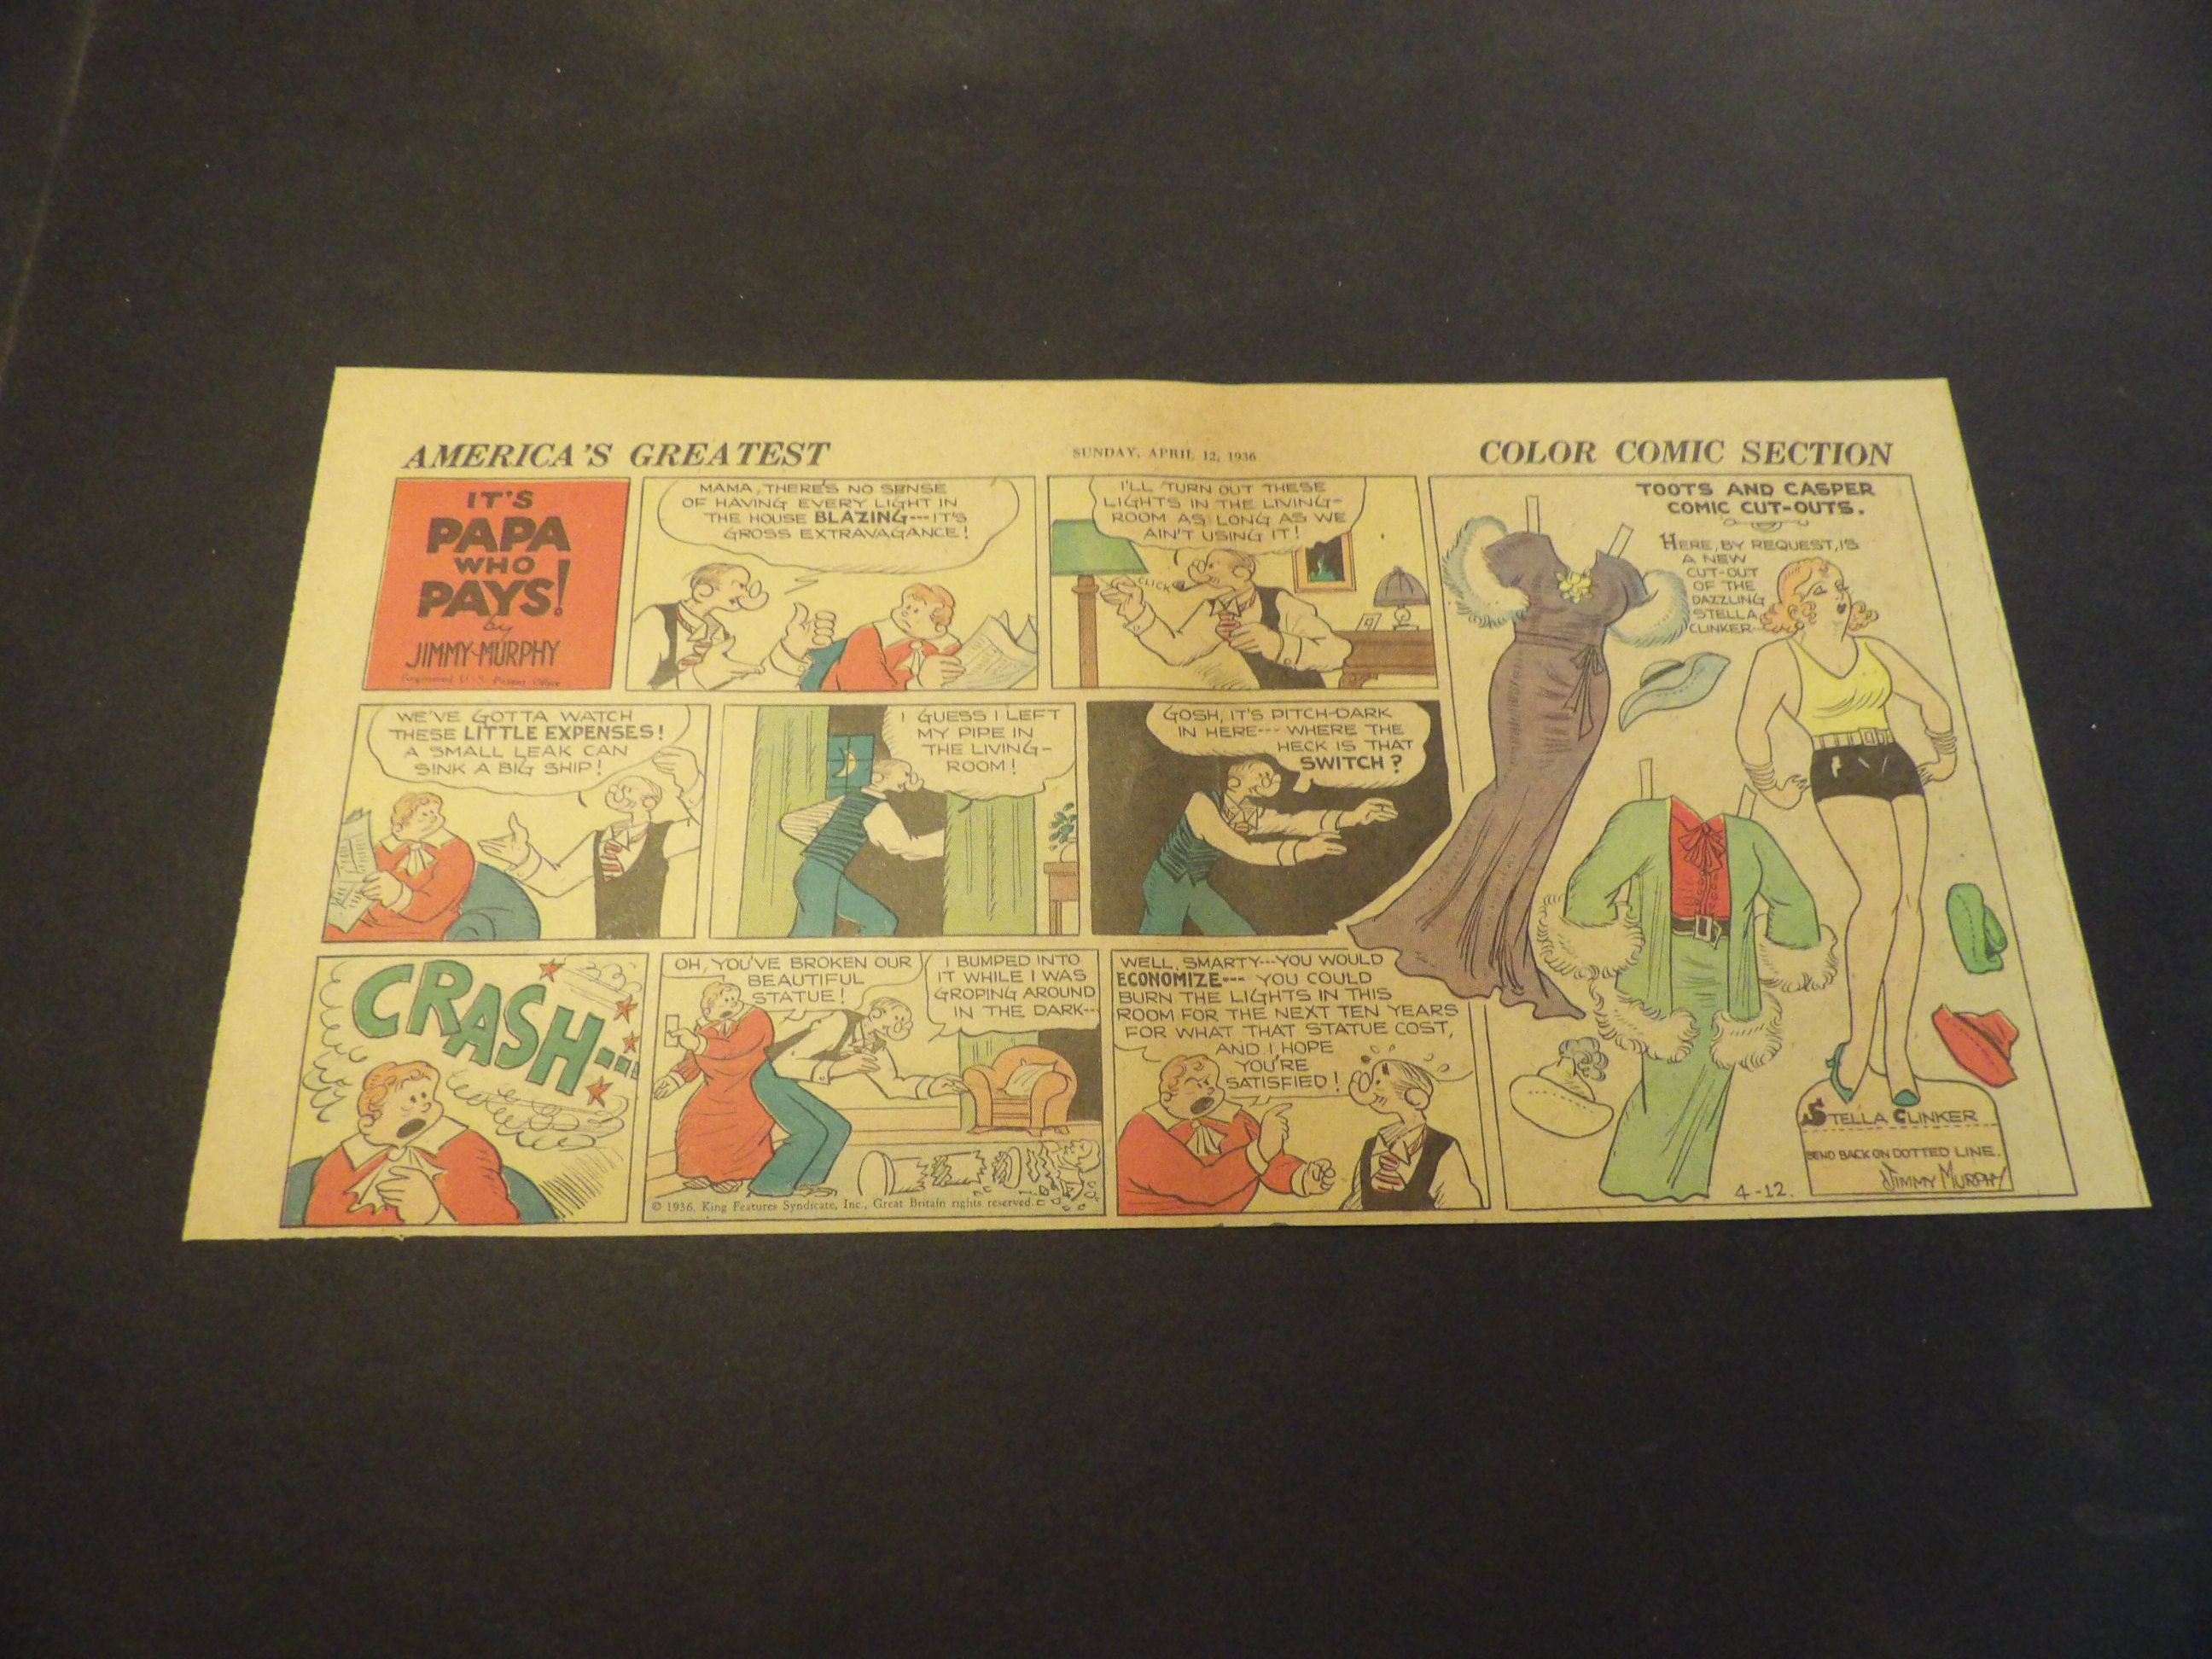 AMERICA'S GREATEST
SUNDAY, APRIL 12, 1936
COLOR COMIC SECTION
IT'S
PAPA
WHO
PAYS!
by
JIMMY MURPHY
Registered U. S. Patent Office
MAMA, THERE'S NO SENSE
OF HAVING EVERY LIGHT IN
THE HOUSE BLAZING---IT'S
GROSS EXTRAVAGANCE!
I'LL TURN OUT THESE
LIGHTS IN THE LIVING-
ROOM AS LONG AS WE
AIN'T USING IT!
CLICK
WE'VE GOTTA WATCH
THESE LITTLE EXPENSES!
A SMALL LEAK CAN
SINK A BIG SHIP!
I GUESS I LEFT
MY PIPE IN
THE LIVING-
ROOM!
GOSH, IT'S PITCH-DARK
IN HERE--- WHERE THE
HECK IS THAT
SWITCH?
CRASH---
OH, YOU'VE BROKEN OUR
BEAUTIFUL
STATUE!
I BUMPED INTO
IT WHILE I WAS
GROPING AROUND
IN THE DARK--
© 1936, King Features Syndicate, Inc., Great Britain rights reserved.
WELL, SMARTY---YOU WOULD
ECONOMIZE--- YOU COULD
BURN THE LIGHTS IN THIS
ROOM FOR THE NEXT TEN YEARS
FOR WHAT THAT STATUE COST,
AND I HOPE
YOU'RE
SATISFIED!
TOOTS AND CASPER
COMIC CUT-OUTS.
HERE, BY REQUEST, IS
A NEW
CUT-OUT
OF THE
DAZZLING
STELLA
CLINKER--
STELLA CLINKER
BEND BACK ON DOTTED LINE.
JIMMY MURPHY
4-12.